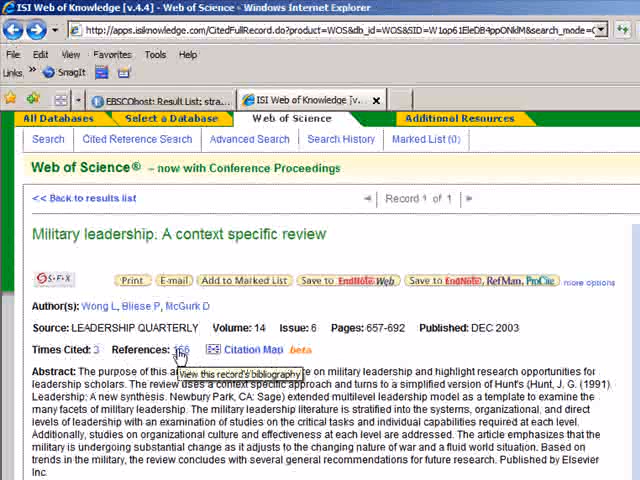 ISI Web of Knowledge [v.4.4] - Web of Science - Windows Internet Explorer
http://apps.isiknowledge.com/CitedFullRecord.do?product=WOS&db_id=WOS&SID=W1op61EleDB4ppONklM&search_mode=C
File Edit View Favorites Tools Help
Links » SnagIt
EBSCOhost: Result List: stra... ISI Web of Knowledge [v....
All Databases Select a Database Web of Science Additional Resources
Search Cited Reference Search Advanced Search Search History Marked List (0)
Web of Science® – now with Conference Proceedings
<< Back to results list Record 1 of 1
Military leadership. A context specific review
S·F·X Print E-mail Add to Marked List Save to EndNote Web Save to EndNote, RefMan, ProCite more options
Author(s): Wong L, Bliese P, McGurk D
Source: LEADERSHIP QUARTERLY Volume: 14 Issue: 6 Pages: 657-692 Published: DEC 2003
Times Cited: 3 References: 166 Citation Map beta
View this record's bibliography
Abstract: The purpose of this on military leadership and highlight research opportunities for
leadership scholars. The review uses a context specific approach and turns to a simplified version of Hunt's (Hunt, J. G. (1991).
Leadership: A new synthesis. Newbury Park, CA: Sage) extended multilevel leadership model as a template to examine the
many facets of military leadership. The military leadership literature is stratified into the systems, organizational, and direct
levels of leadership with an examination of studies on the critical tasks and individual capabilities required at each level.
Additionally, studies on organizational culture and effectiveness at each level are addressed. The article emphasizes that the
military is undergoing substantial change as it adjusts to the changing nature of war and a fluid world situation. Based on
trends in the military, the review concludes with several general recommendations for future research. Published by Elsevier
Inc.